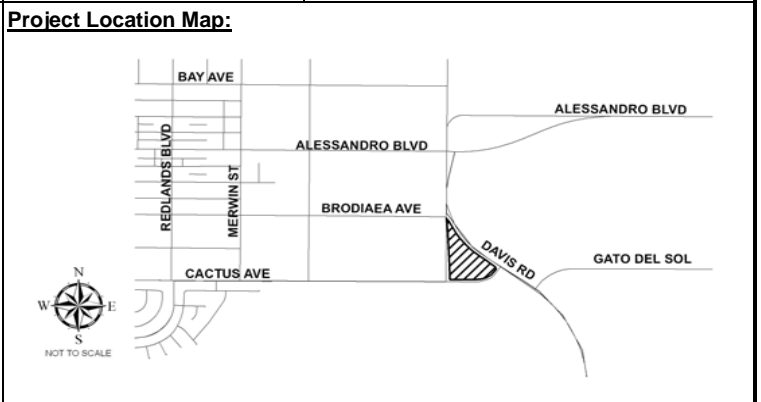 Project Location Map:
BAY AVE
ALESSANDRO BLVD
ALESSANDRO BLVD
REDLANDS BLVD
MERWIN ST
BRODIAEA AVE
DAVIS RD
GATO DEL SOL
CACTUS AVE
N
W
E
S
NOT TO SCALE